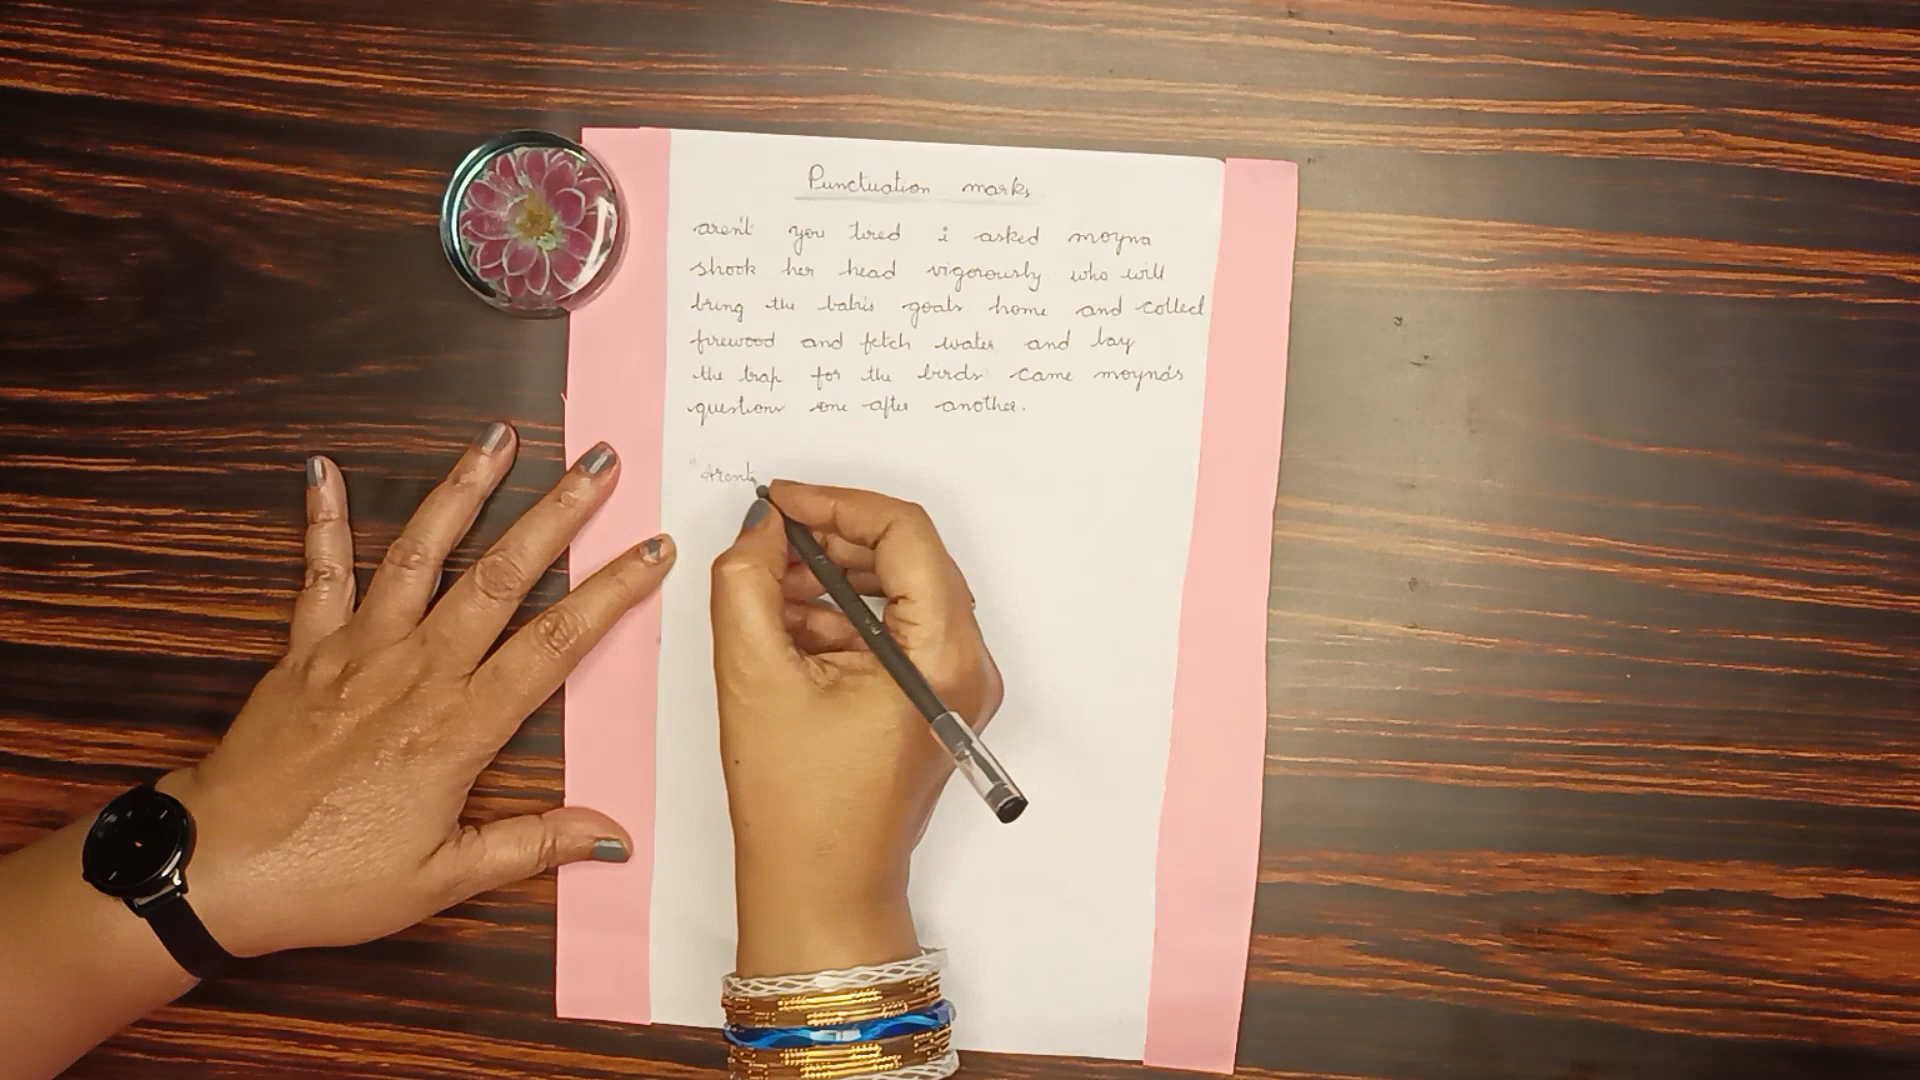 Punctuation marks
aren't you tired i asked moyna
shook her head vigorously who will
bring the babu's goats home and collect
firewood and fetch water and lay
the trap for the birds came moyna's
questions one after another.
"Aren't